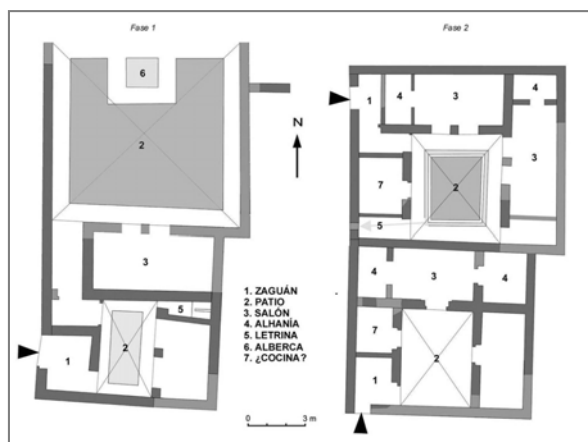 Fase 1
Fase 2
6
2
3
5
2
1
N
1. ZAGUÁN
2. PATIO
3. SALÓN
4. ALHANÍA
5. LETRINA
6. ALBERCA
7. ¿COCINA?
0 3 m
1
4
3
4
3
7
2
5
4
3
4
7
2
1